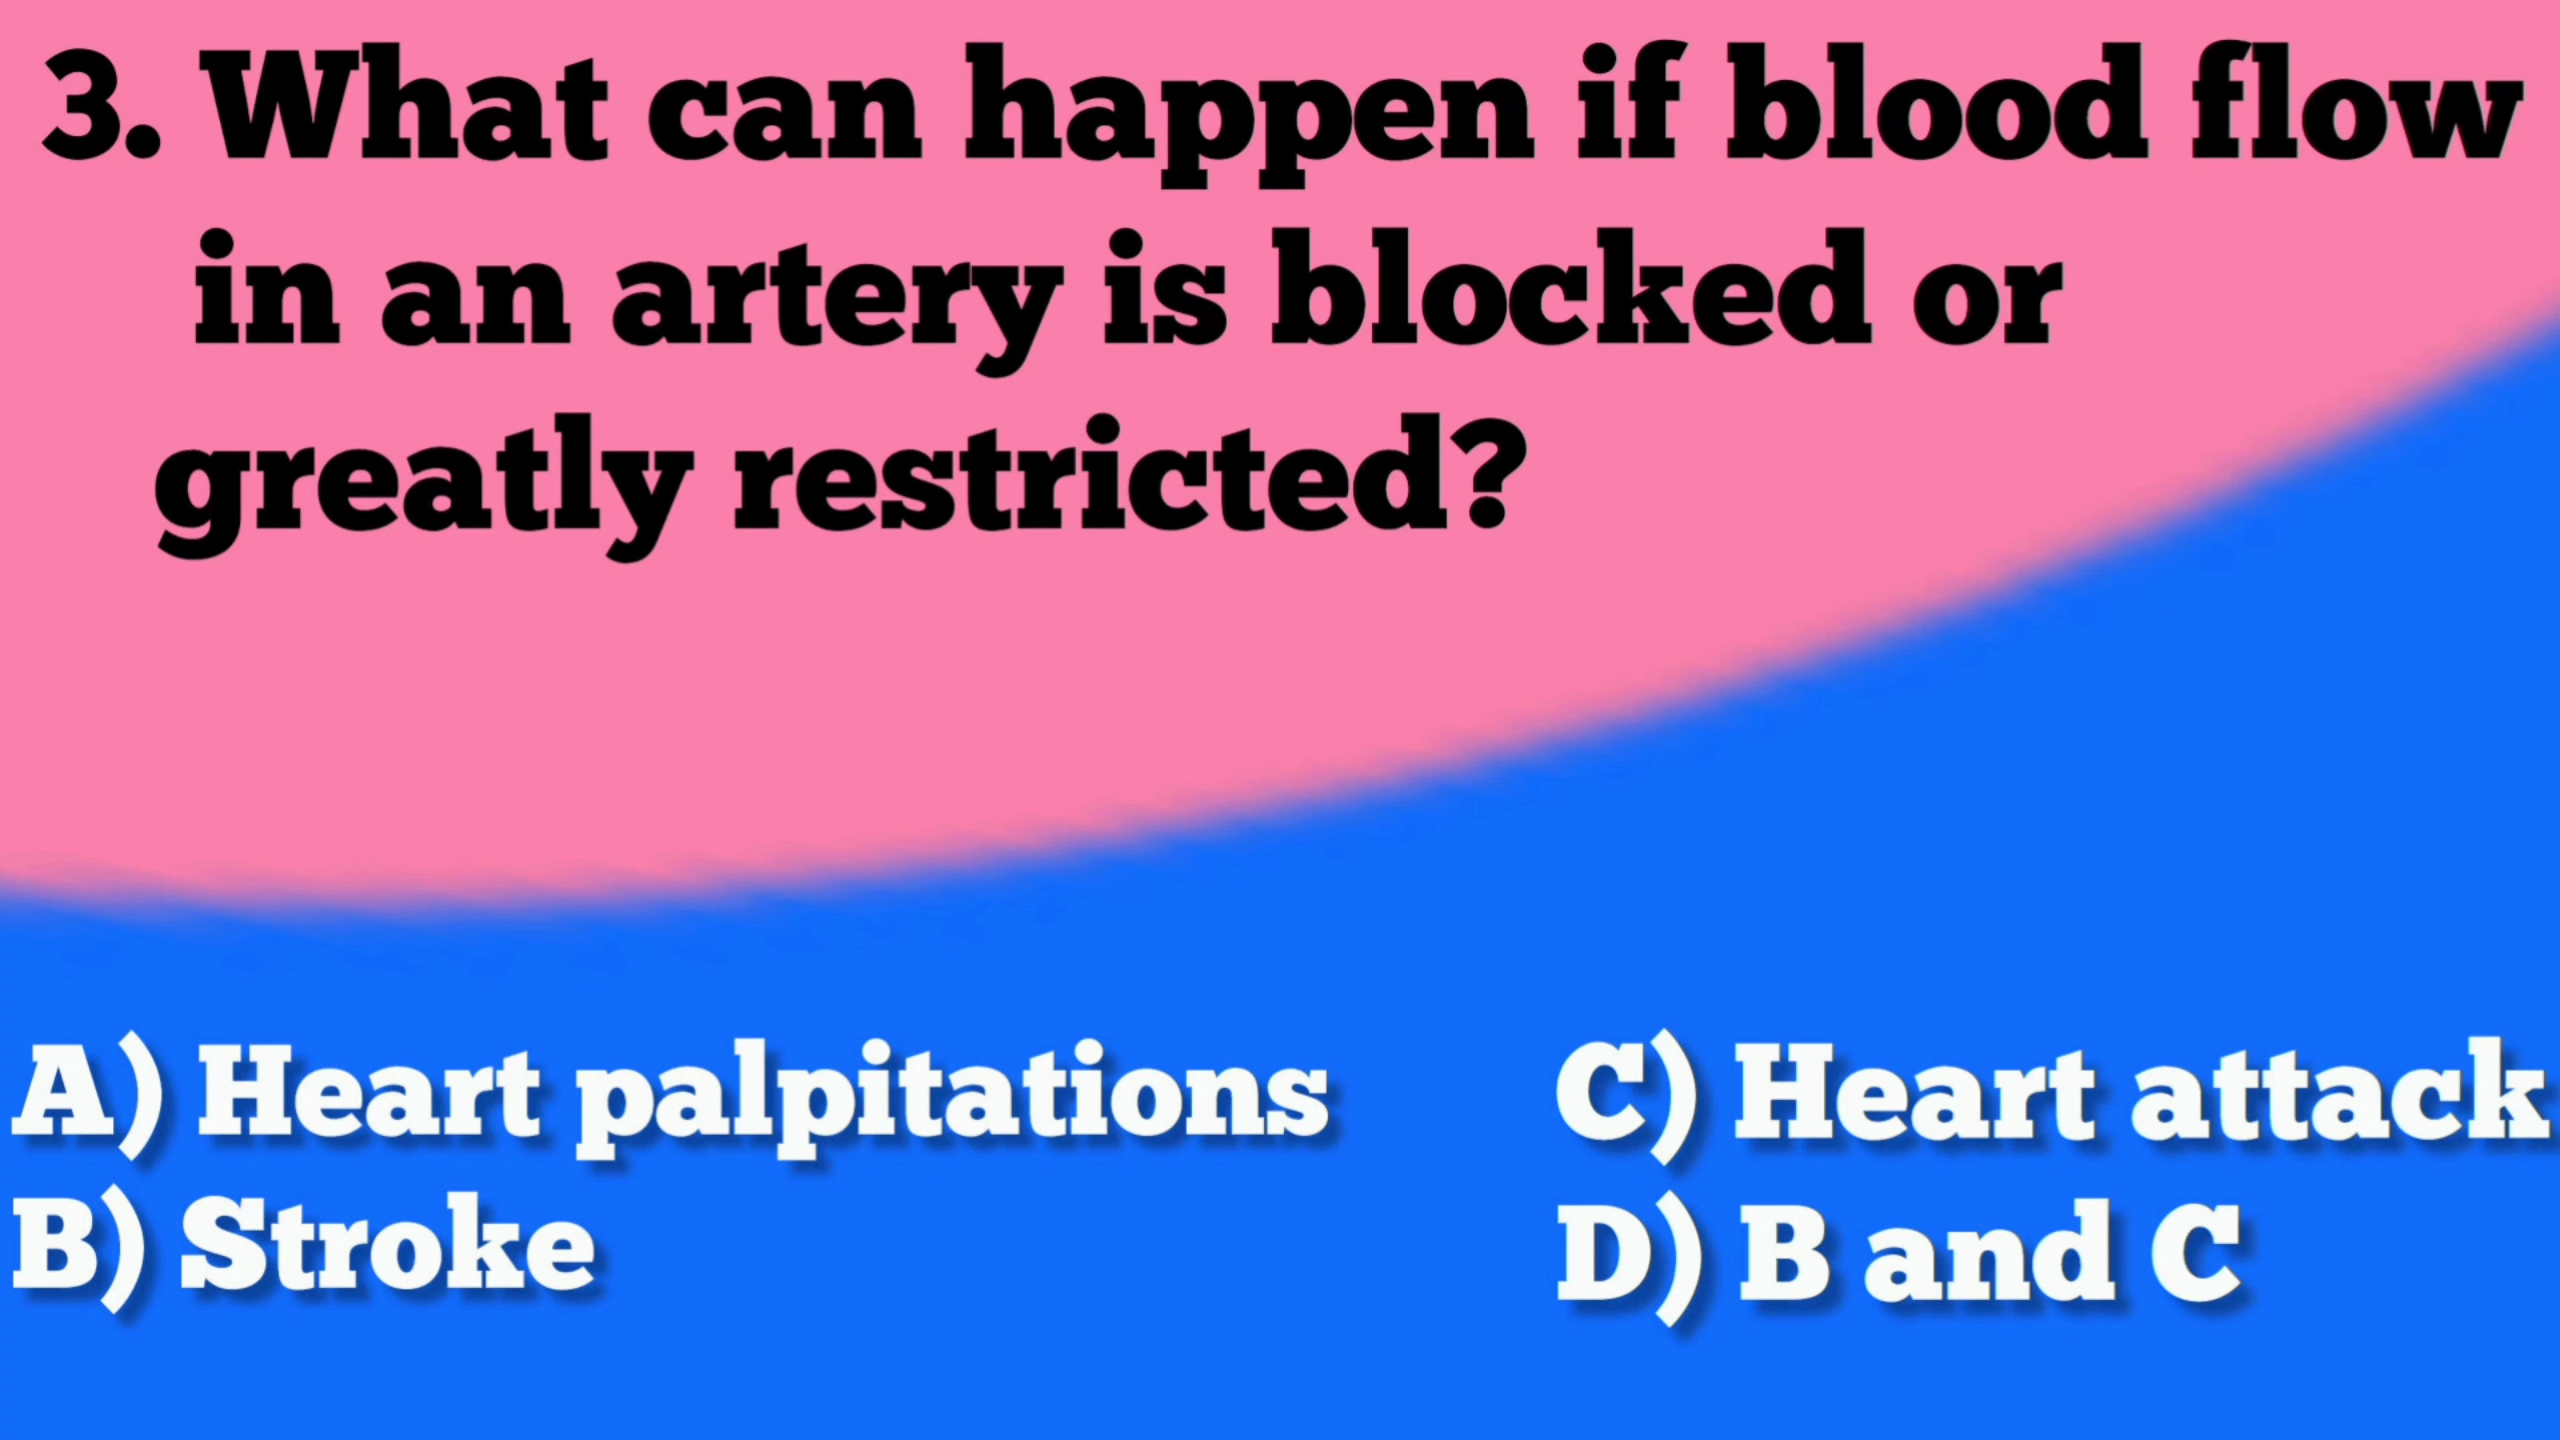 3. What can happen if blood flow
in an artery is blocked or
greatly restricted?
A) Heart palpitations
B) Stroke
C) Heart attack
D) B and C